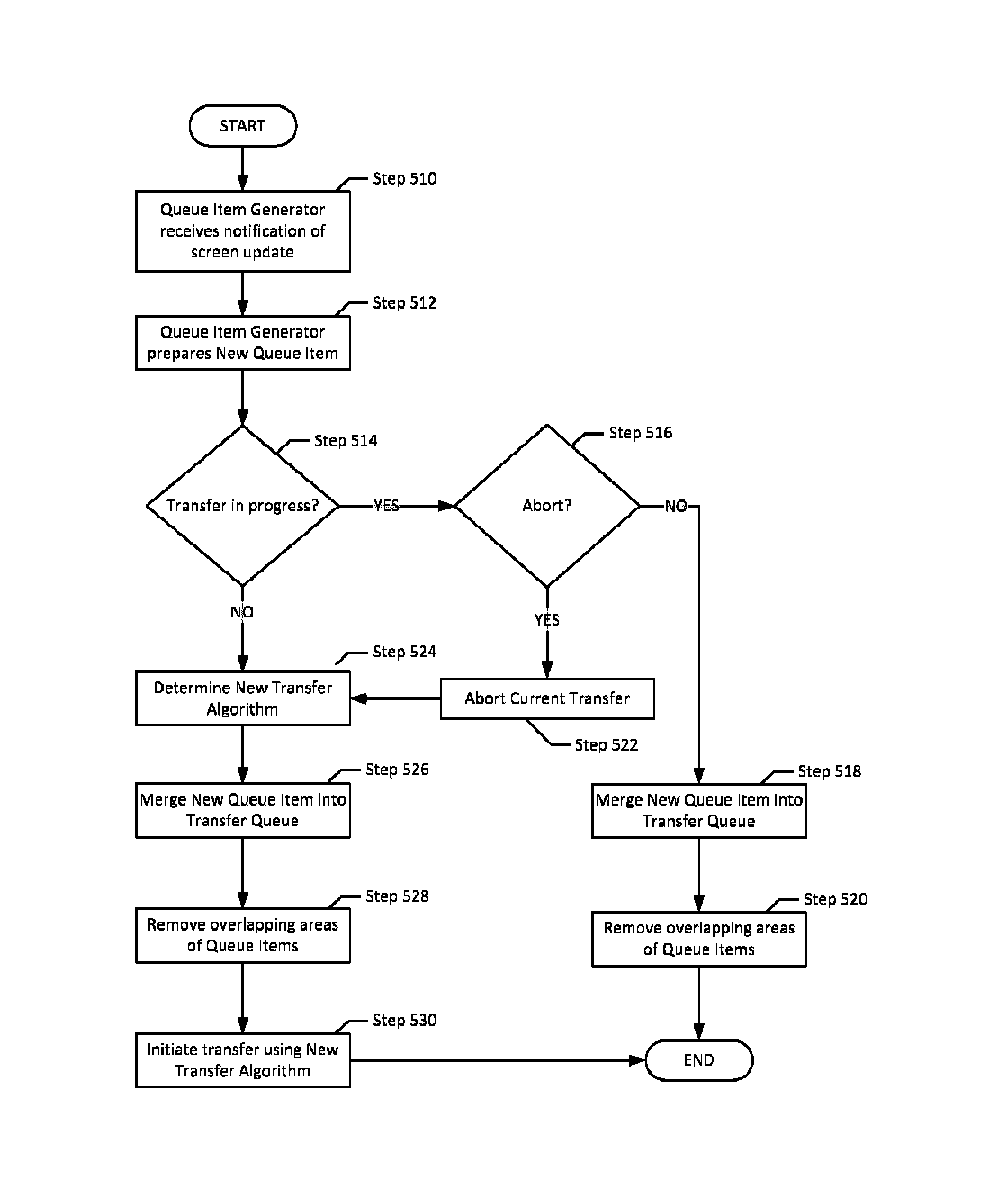 START
Step 510
Queue Item Generator
receives notification of
screen update
Step 512
Queue Item Generator
prepares New Queue Item
Step 514
Transfer in progress?
YES
NO
Step 516
Abort?
NO
YES
Step 524
Determine New Transfer
Algorithm
Abort Current Transfer
Step 522
Step 526
Merge New Queue Item Into
Transfer Queue
Step 518
Merge New Queue Item Into
Transfer Queue
Step 528
Remove overlapping areas
of Queue Items
Step 520
Remove overlapping areas
of Queue Items
Step 530
Initiate transfer using New
Transfer Algorithm
END